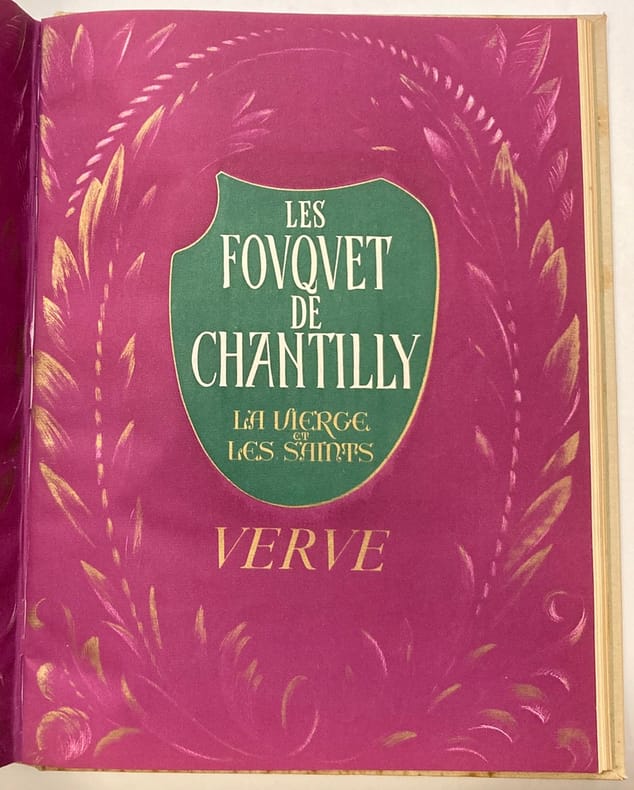 LES
FOVQVET
DE
CHANTILLY
LA VIERGE
ET
LES SAINTS
VERVE